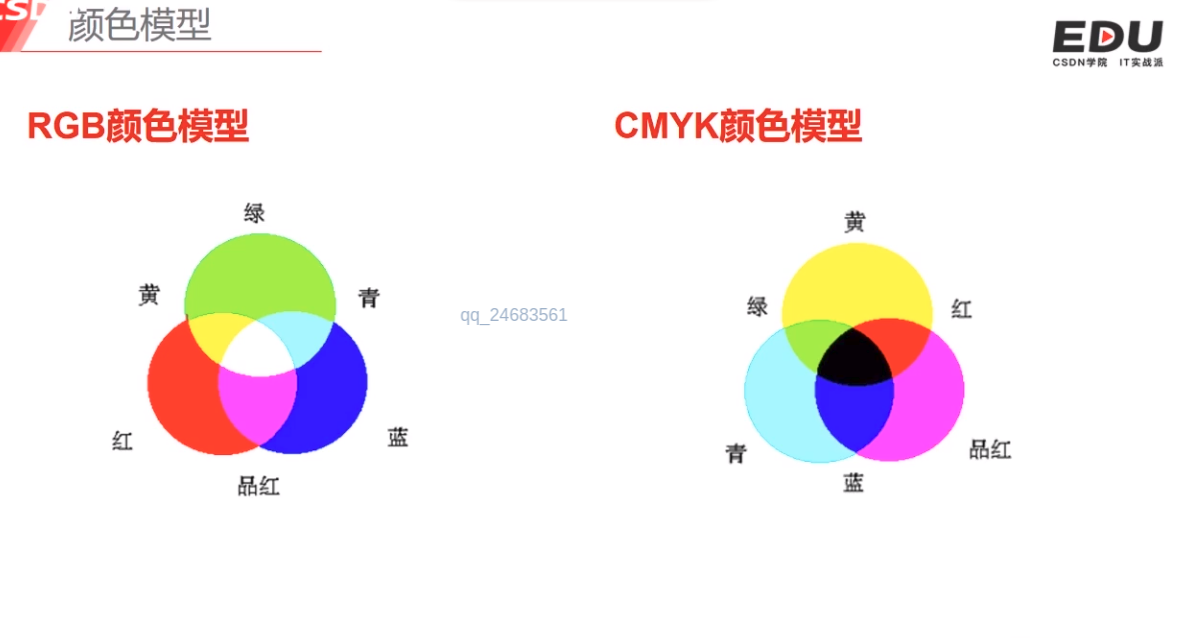 CSD
颜色模型
EDU
CSDN学院 IT实战派
RGB颜色模型
CMYK颜色模型
绿
黄
青
红
蓝
品红
qq_24683561
黄
绿
红
青
品红
蓝